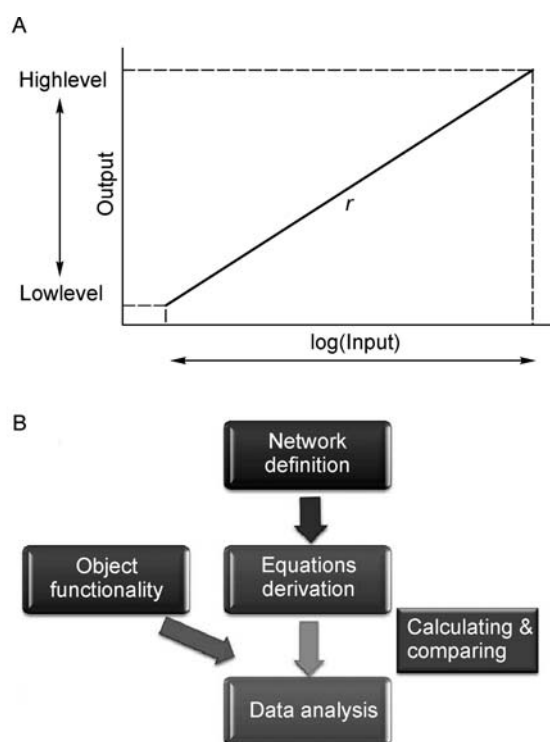 A
Highlevel
Output
r
Lowlevel
log(Input)
B
Network
definition
Object
functionality
Equations
derivation
Calculating &
comparing
Data analysis